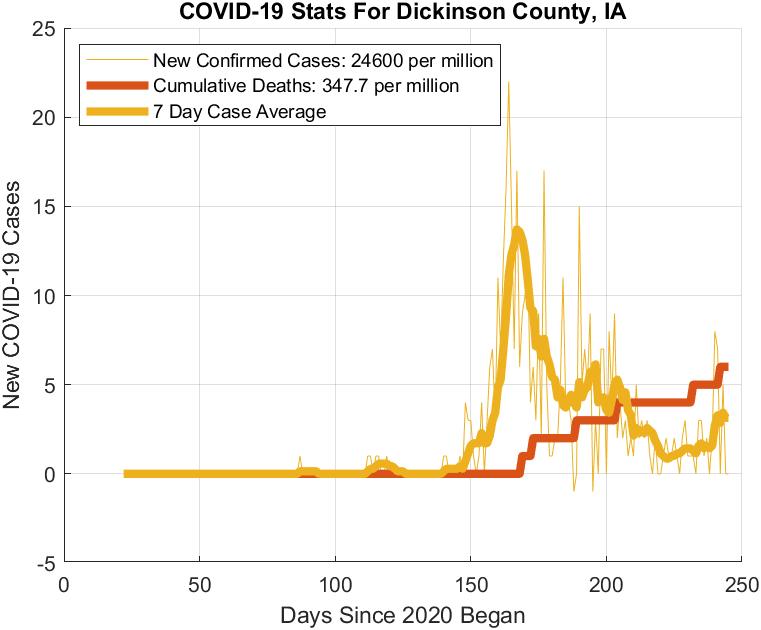 COVID-19 Stats For Dickinson County, IA
25
20
15
10
5
0
-5
New COVID-19 Cases
New Confirmed Cases: 24600 per million
Cumulative Deaths: 347.7 per million
7 Day Case Average
0 50 100 150 200 250
Days Since 2020 Began